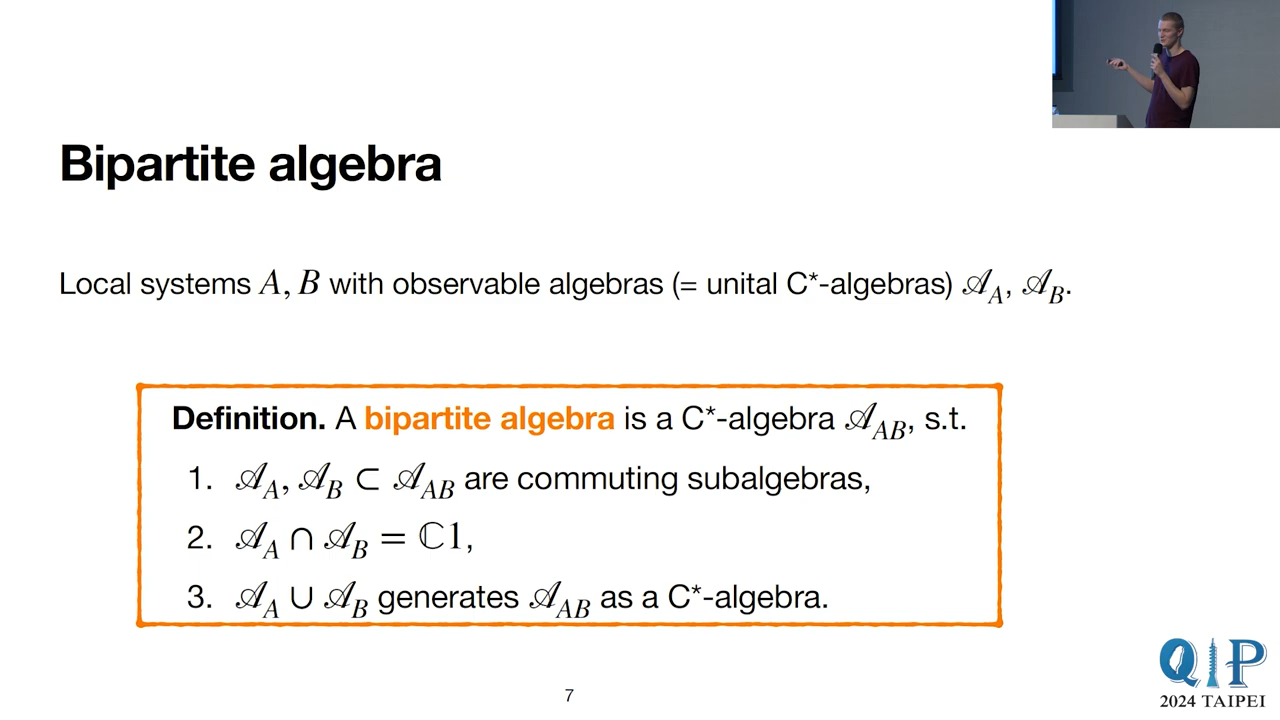 Bipartite algebra
Local systems A, B with observable algebras (= unital C*-algebras) 𝒜_A, 𝒜_B.
Definition. A bipartite algebra is a C*-algebra 𝒜_AB, s.t.
1. 𝒜_A, 𝒜_B ⊂ 𝒜_AB are commuting subalgebras,
2. 𝒜_A ∩ 𝒜_B = ℂ1,
3. 𝒜_A ∪ 𝒜_B generates 𝒜_AB as a C*-algebra.
7
QIP
2024 TAIPEI